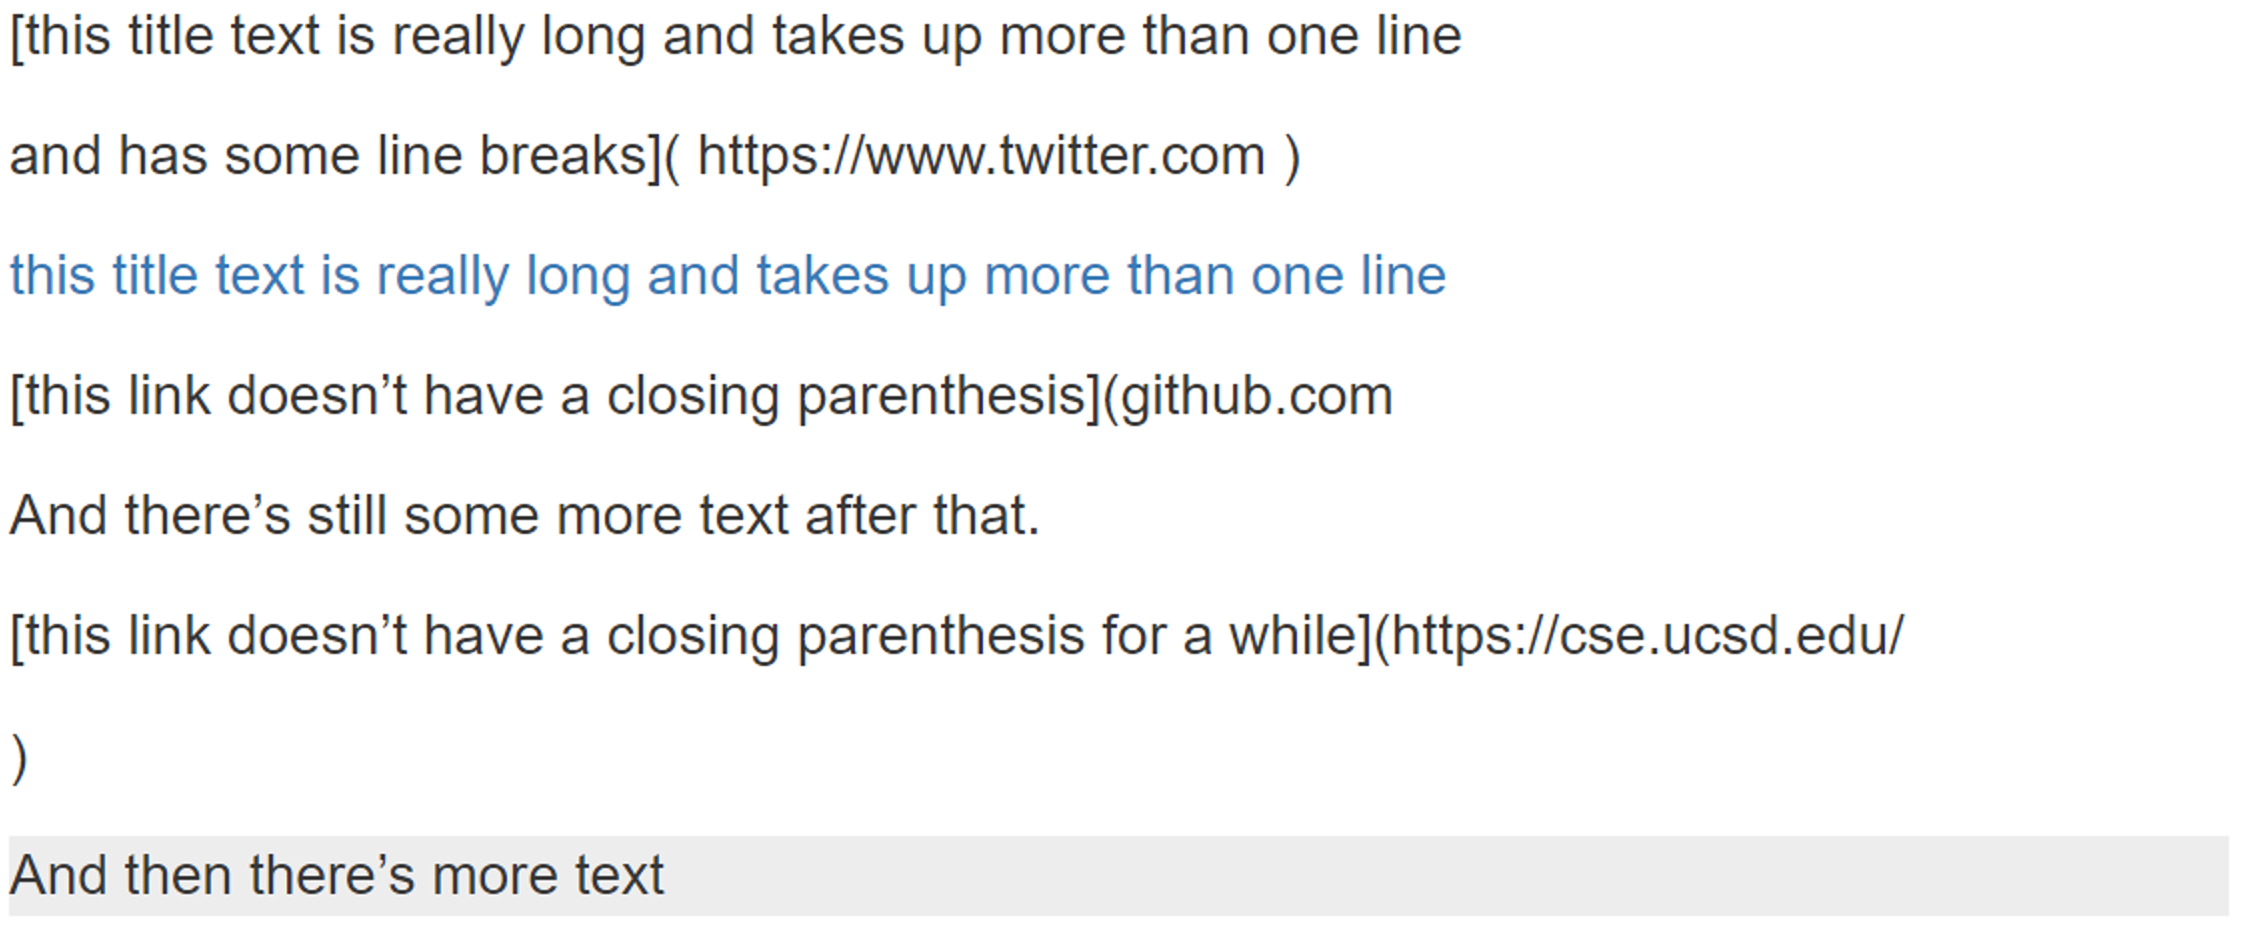 [this title text is really long and takes up more than one line
and has some line breaks]( https://www.twitter.com )
this title text is really long and takes up more than one line
[this link doesn’t have a closing parenthesis](github.com
And there’s still some more text after that.
[this link doesn’t have a closing parenthesis for a while](https://cse.ucsd.edu/
)
And then there’s more text